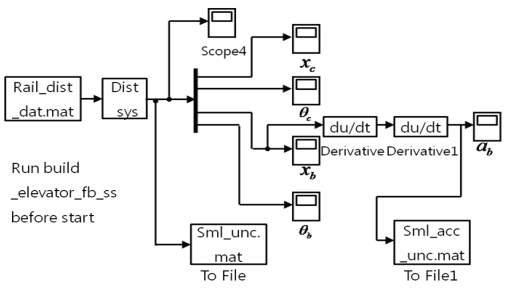 Scope4
x_c
Rail_dist
_dat.mat
Dist
sys
θ_c
du/dt
du/dt
Derivative
Derivative1
a_b
x_b
Run build
_elevator_fb_ss
before start
θ_b
Sml_unc.
mat
To File
Sml_acc
_unc.mat
To File1